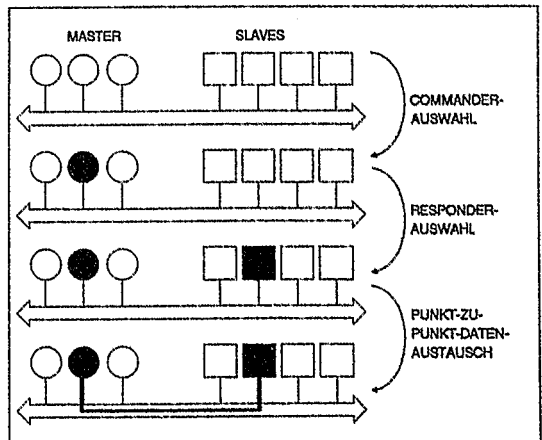 MASTER
SLAVES
COMMANDER-
AUSWAHL
RESPONDER-
AUSWAHL
PUNKT-ZU-
PUNKT-DATEN-
AUSTAUSCH